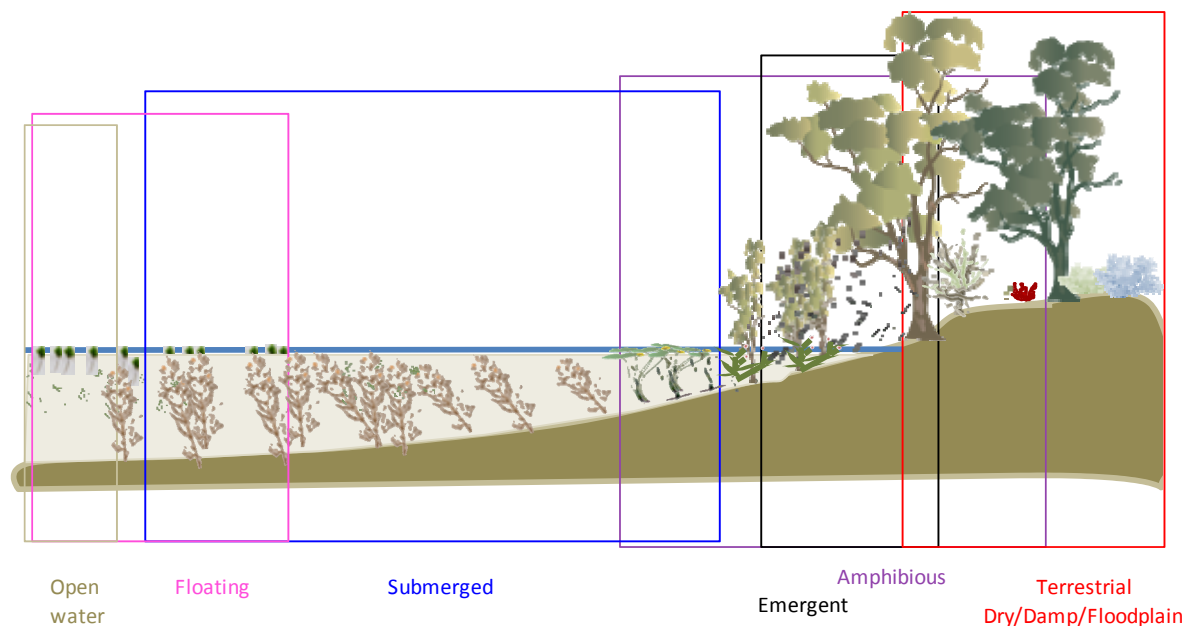 Open
water
Floating
Submerged
Amphibious
Emergent
Terrestrial
Dry/Damp/Floodplain